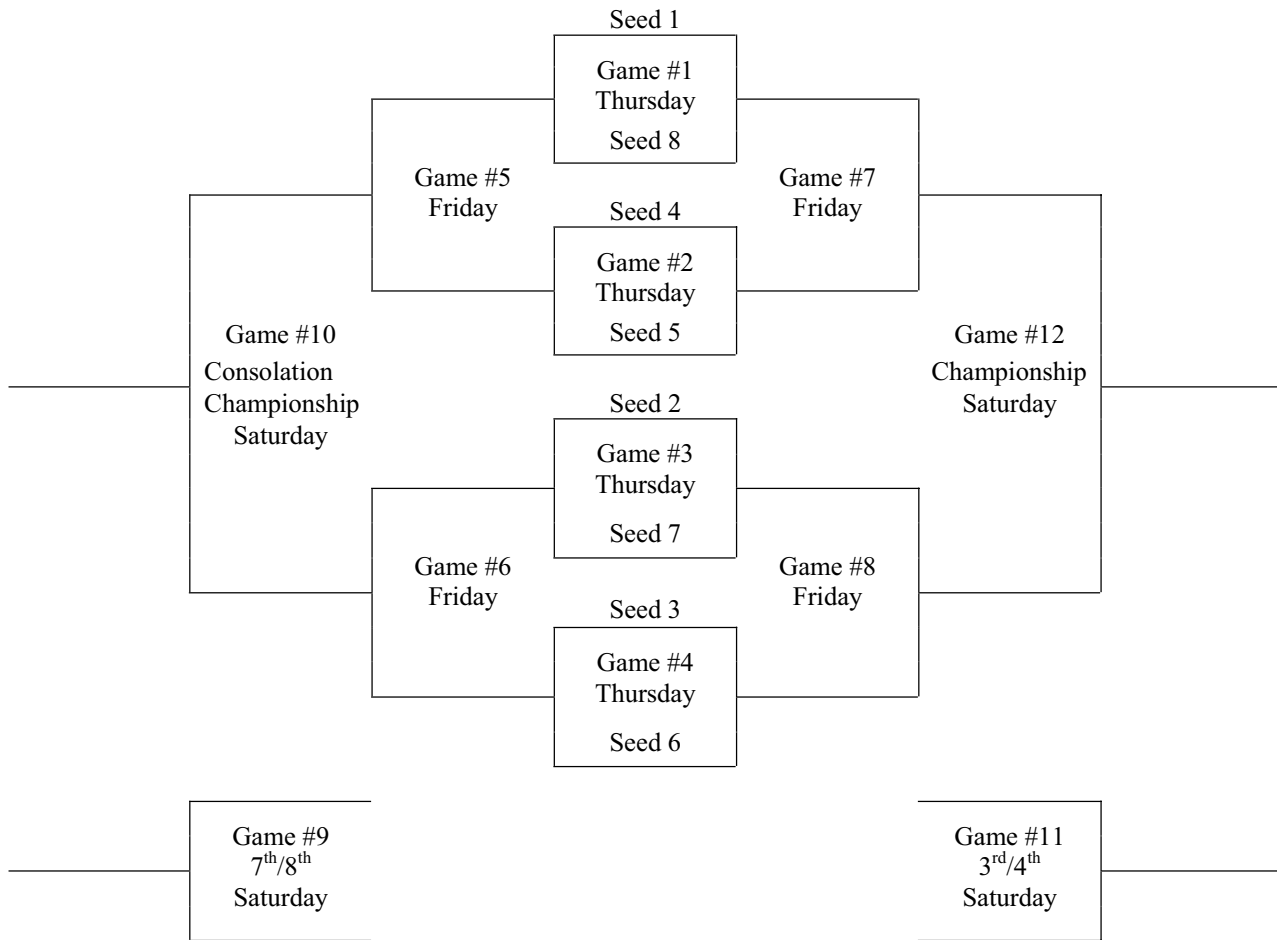 Seed 1
Game #1
Thursday
Seed 8
Game #5
Friday
Game #7
Friday
Seed 4
Game #2
Thursday
Seed 5
Game #10
Consolation
Championship
Saturday
Game #12
Championship
Saturday
Seed 2
Game #3
Thursday
Seed 7
Game #6
Friday
Game #8
Friday
Seed 3
Game #4
Thursday
Seed 6
Game #9
7th/8th
Saturday
Game #11
3rd/4th
Saturday